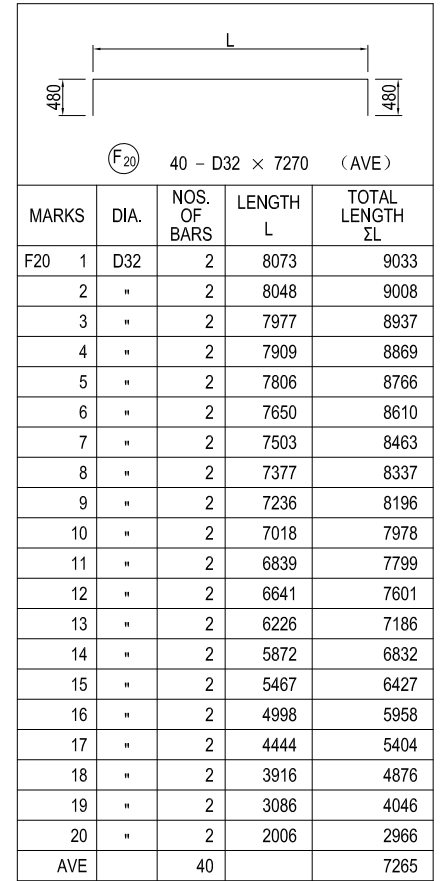 L
480
480
F20 40 - D32 × 7270 (AVE)
MARKS DIA. NOS. OF BARS LENGTH L TOTAL LENGTH ΣL
F20 1 D32 2 8073 9033
2 " 2 8048 9008
3 " 2 7977 8937
4 " 2 7909 8869
5 " 2 7806 8766
6 " 2 7650 8610
7 " 2 7503 8463
8 " 2 7377 8337
9 " 2 7236 8196
10 " 2 7018 7978
11 " 2 6839 7799
12 " 2 6641 7601
13 " 2 6226 7186
14 " 2 5872 6832
15 " 2 5467 6427
16 " 2 4998 5958
17 " 2 4444 5404
18 " 2 3916 4876
19 " 2 3086 4046
20 " 2 2006 2966
AVE 40 7265